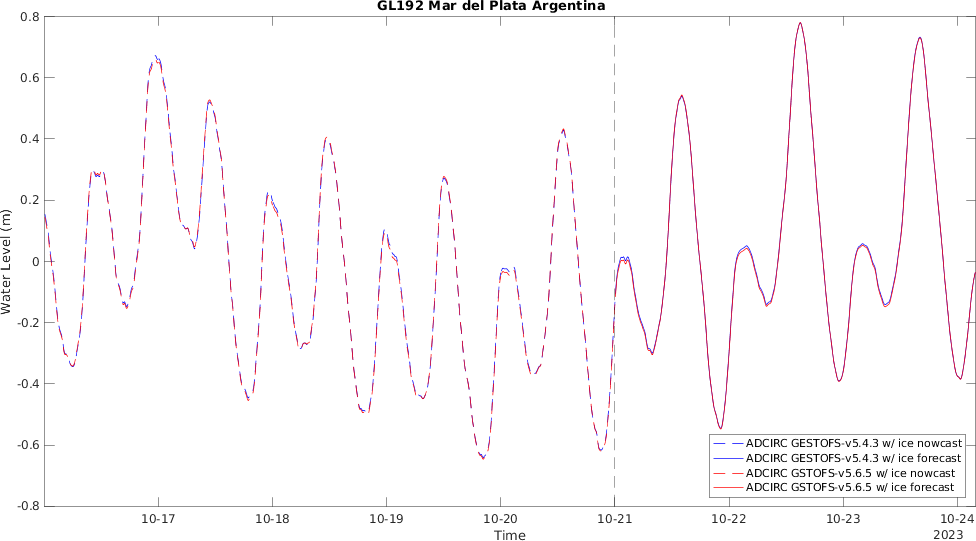 GL192 Mar del Plata Argentina
0.8
0.6
0.4
0.2
0
-0.2
-0.4
-0.6
-0.8
Water Level (m)
10-17
10-18
10-19
10-20
10-21
10-22
10-23
10-24
Time
2023
ADCIRC GESTOFS-v5.4.3 w/ ice nowcast
ADCIRC GESTOFS-v5.4.3 w/ ice forecast
ADCIRC GSTOFS-v5.6.5 w/ ice nowcast
ADCIRC GSTOFS-v5.6.5 w/ ice forecast